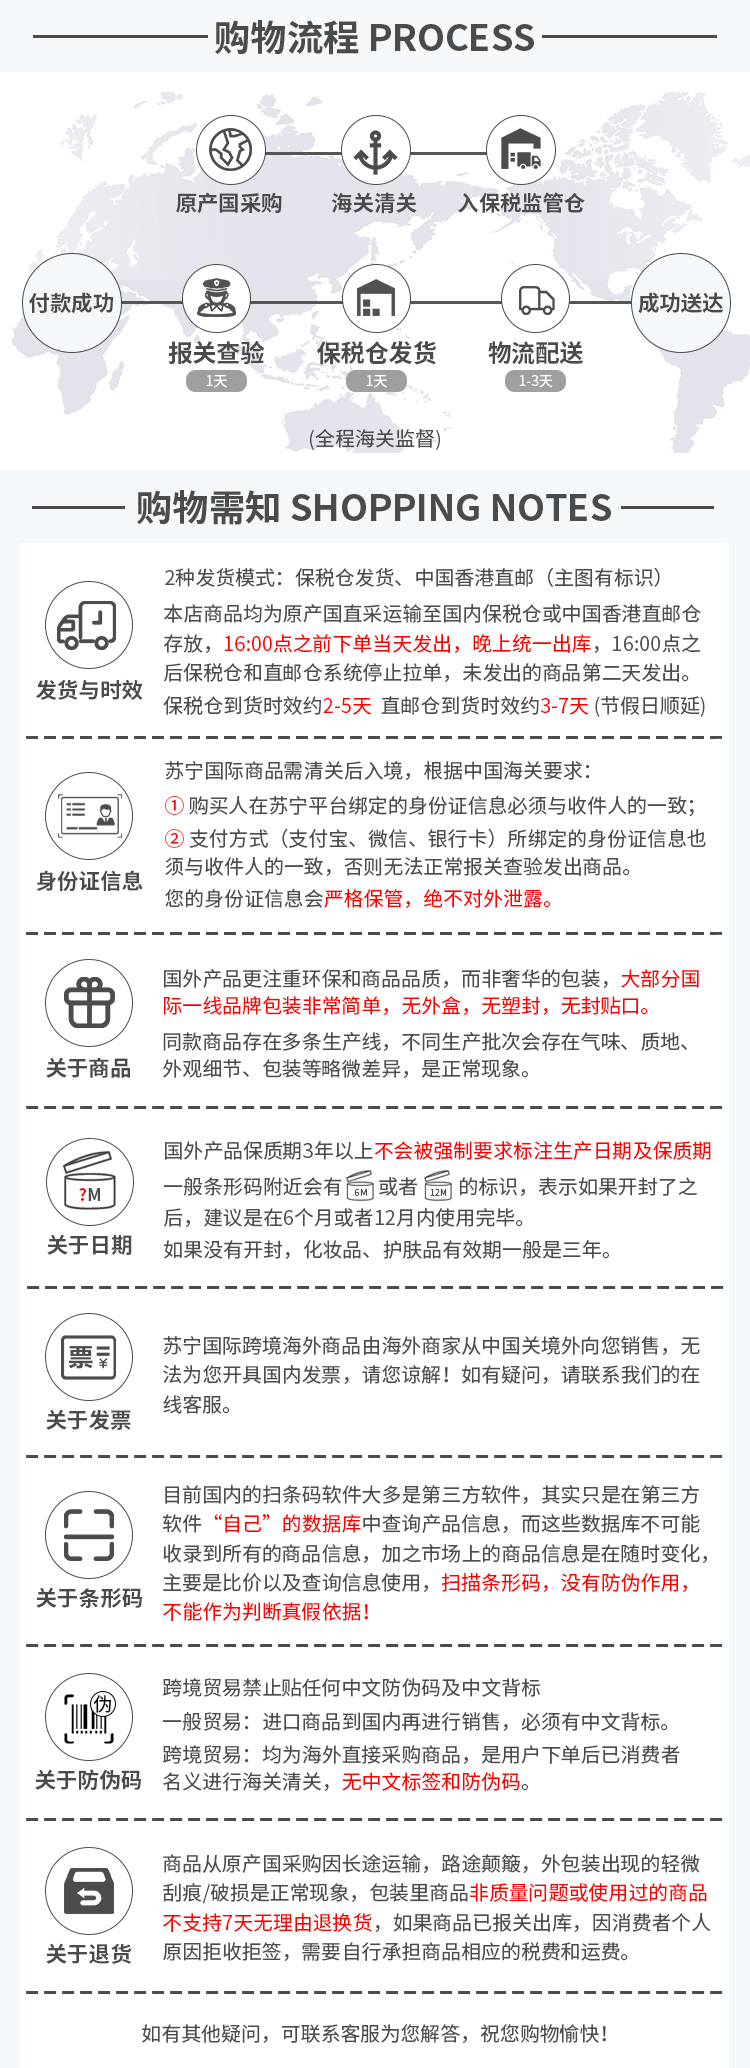 购物流程 PROCESS
原产国采购
海关清关
入保税监管仓
付款成功
成功送达
报关查验
保税仓发货
物流配送
1天
1天
1-3天
(全程海关监督)
购物需知 SHOPPING NOTES
2种发货模式：保税仓发货、中国香港直邮（主图有标识）
本店商品均为原产国直采运输至国内保税仓或中国香港直邮仓
存放，16:00点之前下单当天发出，晚上统一出库，16:00点之
后保税仓和直邮仓系统停止拉单，未发出的商品第二天发出。
保税仓到货时效约2-5天 直邮仓到货时效约3-7天 (节假日顺延)
发货与时效
苏宁国际商品需清关后入境，根据中国海关要求：
① 购买人在苏宁平台绑定的身份证信息必须与收件人的一致；
② 支付方式（支付宝、微信、银行卡）所绑定的身份证信息也
须与收件人的一致，否则无法正常报关查验发出商品。
您的身份证信息会严格保管，绝不对外泄露。
身份证信息
国外产品更注重环保和商品品质，而非奢华的包装，大部分国
际一线品牌包装非常简单，无外盒，无塑封，无封贴口。
同款商品存在多条生产线，不同生产批次会存在气味、质地、
外观细节、包装等略微差异，是正常现象。
关于商品
国外产品保质期3年以上不会被强制要求标注生产日期及保质期
一般条形码附近会有 6M 或者 12M 的标识，表示如果开封了之
后，建议是在6个月或者12月内使用完毕。
如果没有开封，化妆品、护肤品有效期一般是三年。
?M
关于日期
苏宁国际跨境海外商品由海外商家从中国关境外向您销售，无
法为您开具国内发票，请您谅解！如有疑问，请联系我们的在
线客服。
票 ¥
关于发票
目前国内的扫条码软件大多是第三方软件，其实只是在第三方
软件“自己”的数据库中查询产品信息，而这些数据库不可能
收录到所有的商品信息，加之市场上的商品信息是在随时变化，
主要是比价以及查询信息使用，扫描条形码，没有防伪作用，
不能作为判断真假依据！
关于条形码
跨境贸易禁止贴任何中文防伪码及中文背标
一般贸易：进口商品到国内再进行销售，必须有中文背标。
跨境贸易：均为海外直接采购商品，是用户下单后已消费者
名义进行海关清关，无中文标签和防伪码。
伪
关于防伪码
商品从原产国采购因长途运输，路途颠簸，外包装出现的轻微
刮痕/破损是正常现象，包装里商品非质量问题或使用过的商品
不支持7天无理由退换货，如果商品已报关出库，因消费者个人
原因拒收拒签，需要自行承担商品相应的税费和运费。
关于退货
如有其他疑问，可联系客服为您解答，祝您购物愉快！